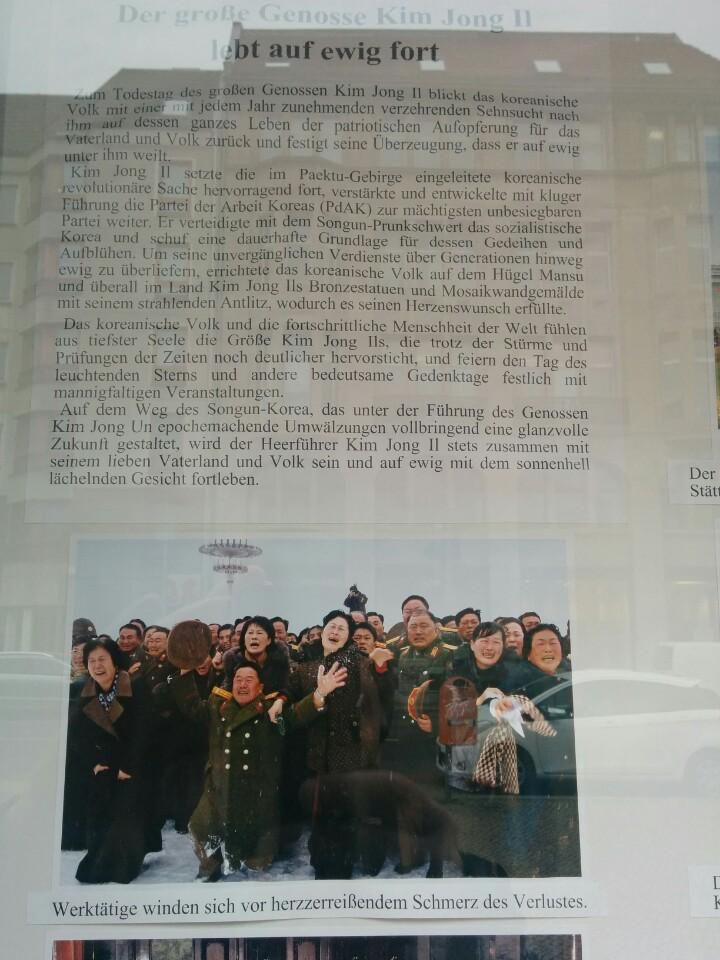 Der große Genosse Kim Jong Il
lebt auf ewig fort
Zum Todestag des großen Genossen Kim Jong Il blickt das koreanische
Volk mit einer mit jedem Jahr zunehmenden verzehrenden Sehnsucht nach
ihm auf dessen ganzes Leben der patriotischen Aufopferung für das
Vaterland und Volk zurück und festigt seine Überzeugung, dass er auf ewig
unter ihm weilt.
Kim Jong Il setzte die im Paektu-Gebirge eingeleitete koreanische
revolutionäre Sache hervorragend fort, verstärkte und entwickelte mit kluger
Führung die Partei der Arbeit Koreas (PdAK) zur mächtigsten unbesiegbaren
Partei weiter. Er verteidigte mit dem Songun-Prunkschwert das sozialistische
Korea und schuf eine dauerhafte Grundlage für dessen Gedeihen und
Aufblühen. Um seine unvergänglichen Verdienste über Generationen hinweg
ewig zu überliefern, errichtete das koreanische Volk auf dem Hügel Mansu
und überall im Land Kim Jong Ils Bronzestatuen und Mosaikwandgemälde
mit seinem strahlenden Antlitz, wodurch es seinen Herzenswunsch erfüllte.
Das koreanische Volk und die fortschrittliche Menschheit der Welt fühlen
aus tiefster Seele die Größe Kim Jong Ils, die trotz der Stürme und
Prüfungen der Zeiten noch deutlicher hervorsticht, und feiern den Tag des
leuchtenden Sterns und andere bedeutsame Gedenktage festlich mit
mannigfaltigen Veranstaltungen.
Auf dem Weg des Songun-Korea, das unter der Führung des Genossen
Kim Jong Un epochemachende Umwälzungen vollbringend eine glanzvolle
Zukunft gestaltet, wird der Heerführer Kim Jong Il stets zusammen mit
seinem lieben Vaterland und Volk sein und auf ewig mit dem sonnenhell
lächelnden Gesicht fortleben.
Der
Werktätige winden sich vor herzzerreißendem Schmerz des Verlustes.